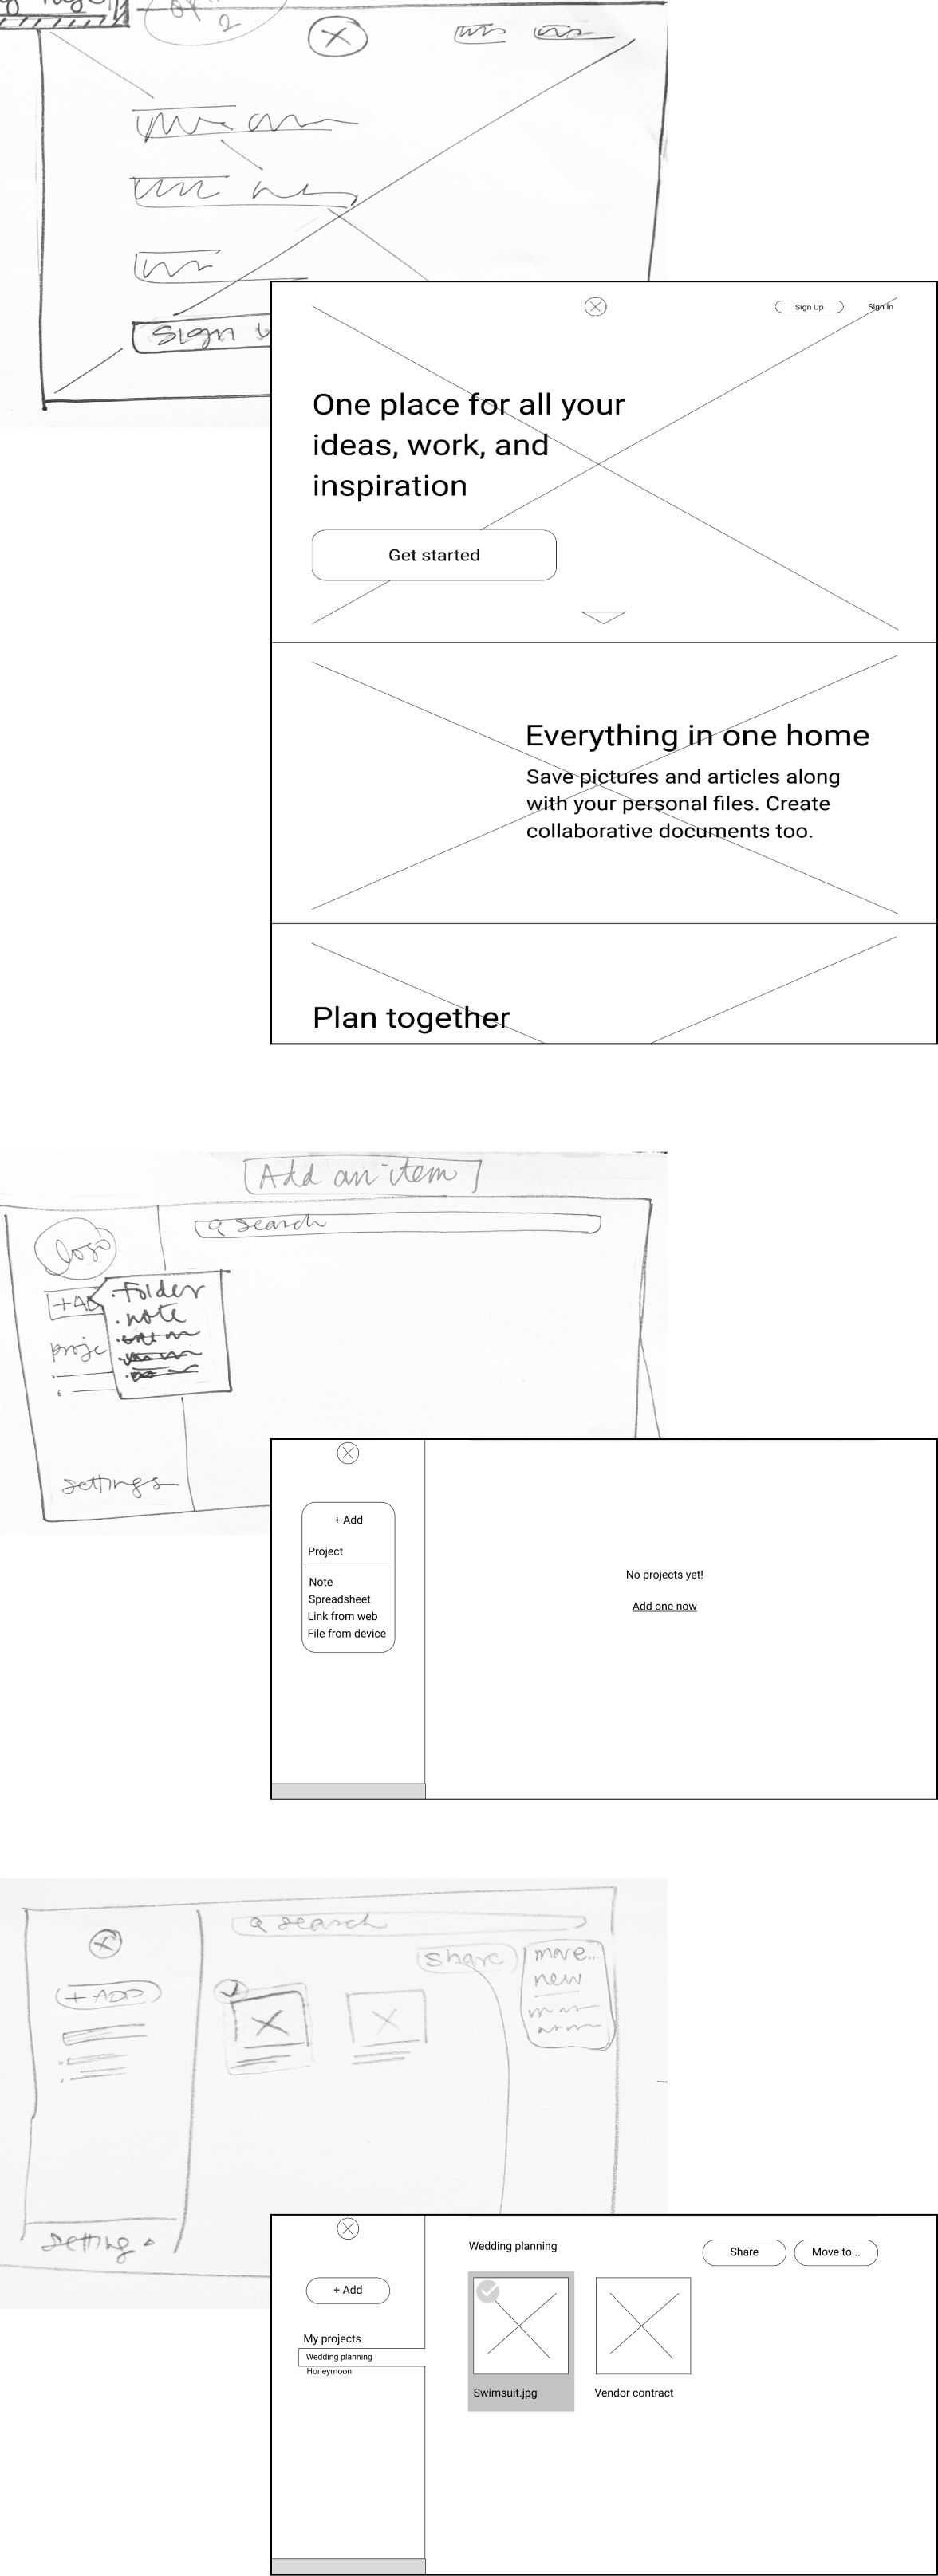 2
Sign
Sign Up
Sign In
One place for all your
ideas, work, and
inspiration
Get started
Everything in one home
Save pictures and articles along
with your personal files. Create
collaborative documents too.
Plan together
Add an item
search
logo
Folder
note
settings
+ Add
Project
Note
Spreadsheet
Link from web
File from device
No projects yet!
Add one now
search
share
move...
new
+ ADD
setting
Wedding planning
Share
Move to...
+ Add
My projects
Wedding planning
Honeymoon
Swimsuit.jpg
Vendor contract